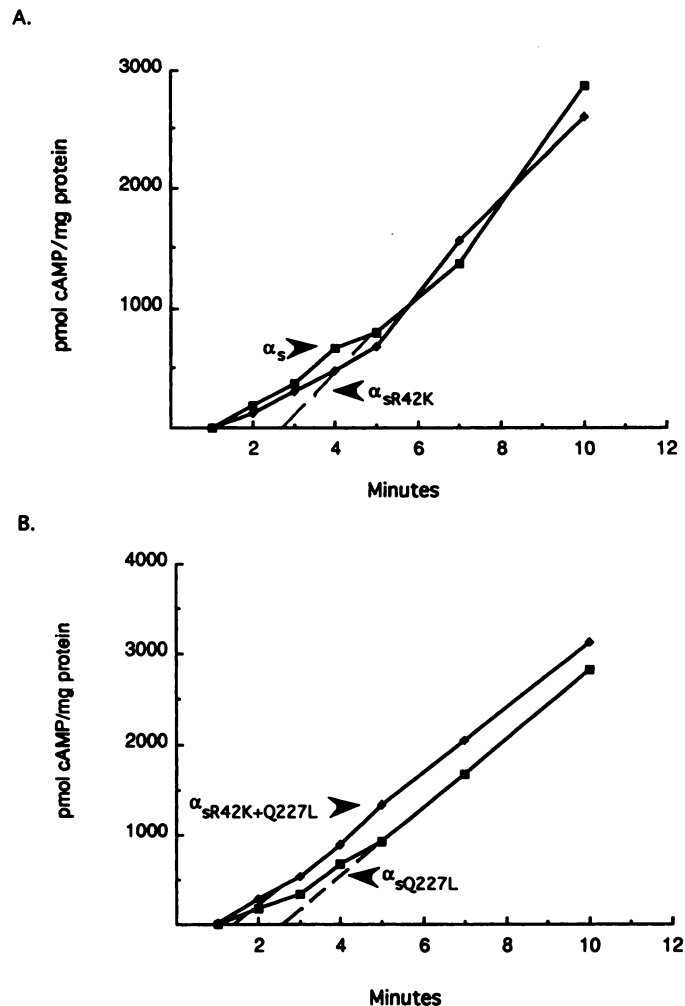 A.
3000
2000
1000
pmol cAMP/mg protein
αs
αsR42K
2 4 6 8 10 12
Minutes
B.
4000
3000
2000
1000
pmol cAMP/mg protein
αsR42K+Q227L
αsQ227L
2 4 6 8 10 12
Minutes